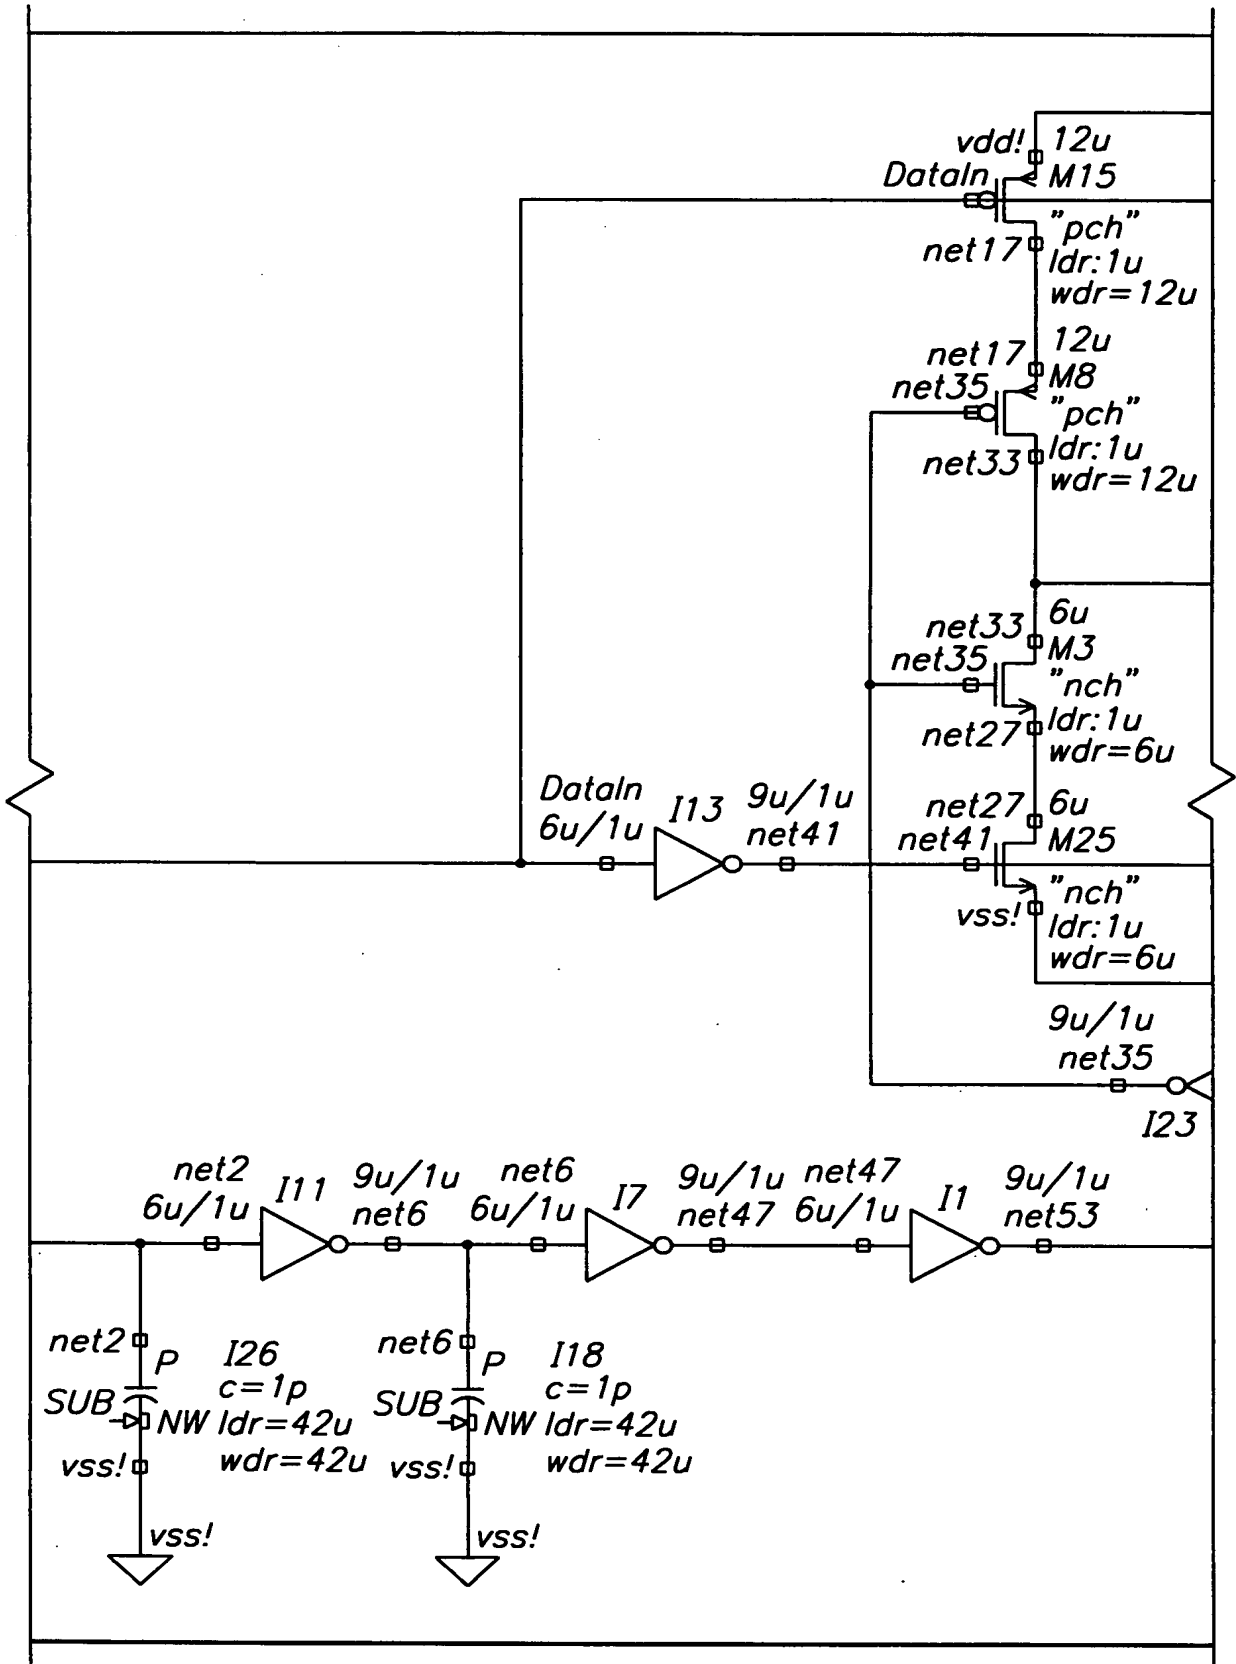 vdd! 12u
DataIn M15
"pch"
net17 ldr:1u
wdr=12u
net17 12u
net35 M8
"pch"
net33 ldr:1u
wdr=12u
net33 6u
net35 M3
"nch"
net27 ldr:1u
wdr=6u
DataIn I13 9u/1u net27 6u
6u/1u net41 net41 M25
"nch"
vss! ldr:1u
wdr=6u
9u/1u
net35
I23
net2 I11 9u/1u net6 I7 9u/1u net47 I1 9u/1u
6u/1u net6 6u/1u net47 6u/1u net53
net2 P I26 net6 P I18
c=1p c=1p
SUB NW ldr=42u SUB NW ldr=42u
vss! wdr=42u vss! wdr=42u
vss! vss!